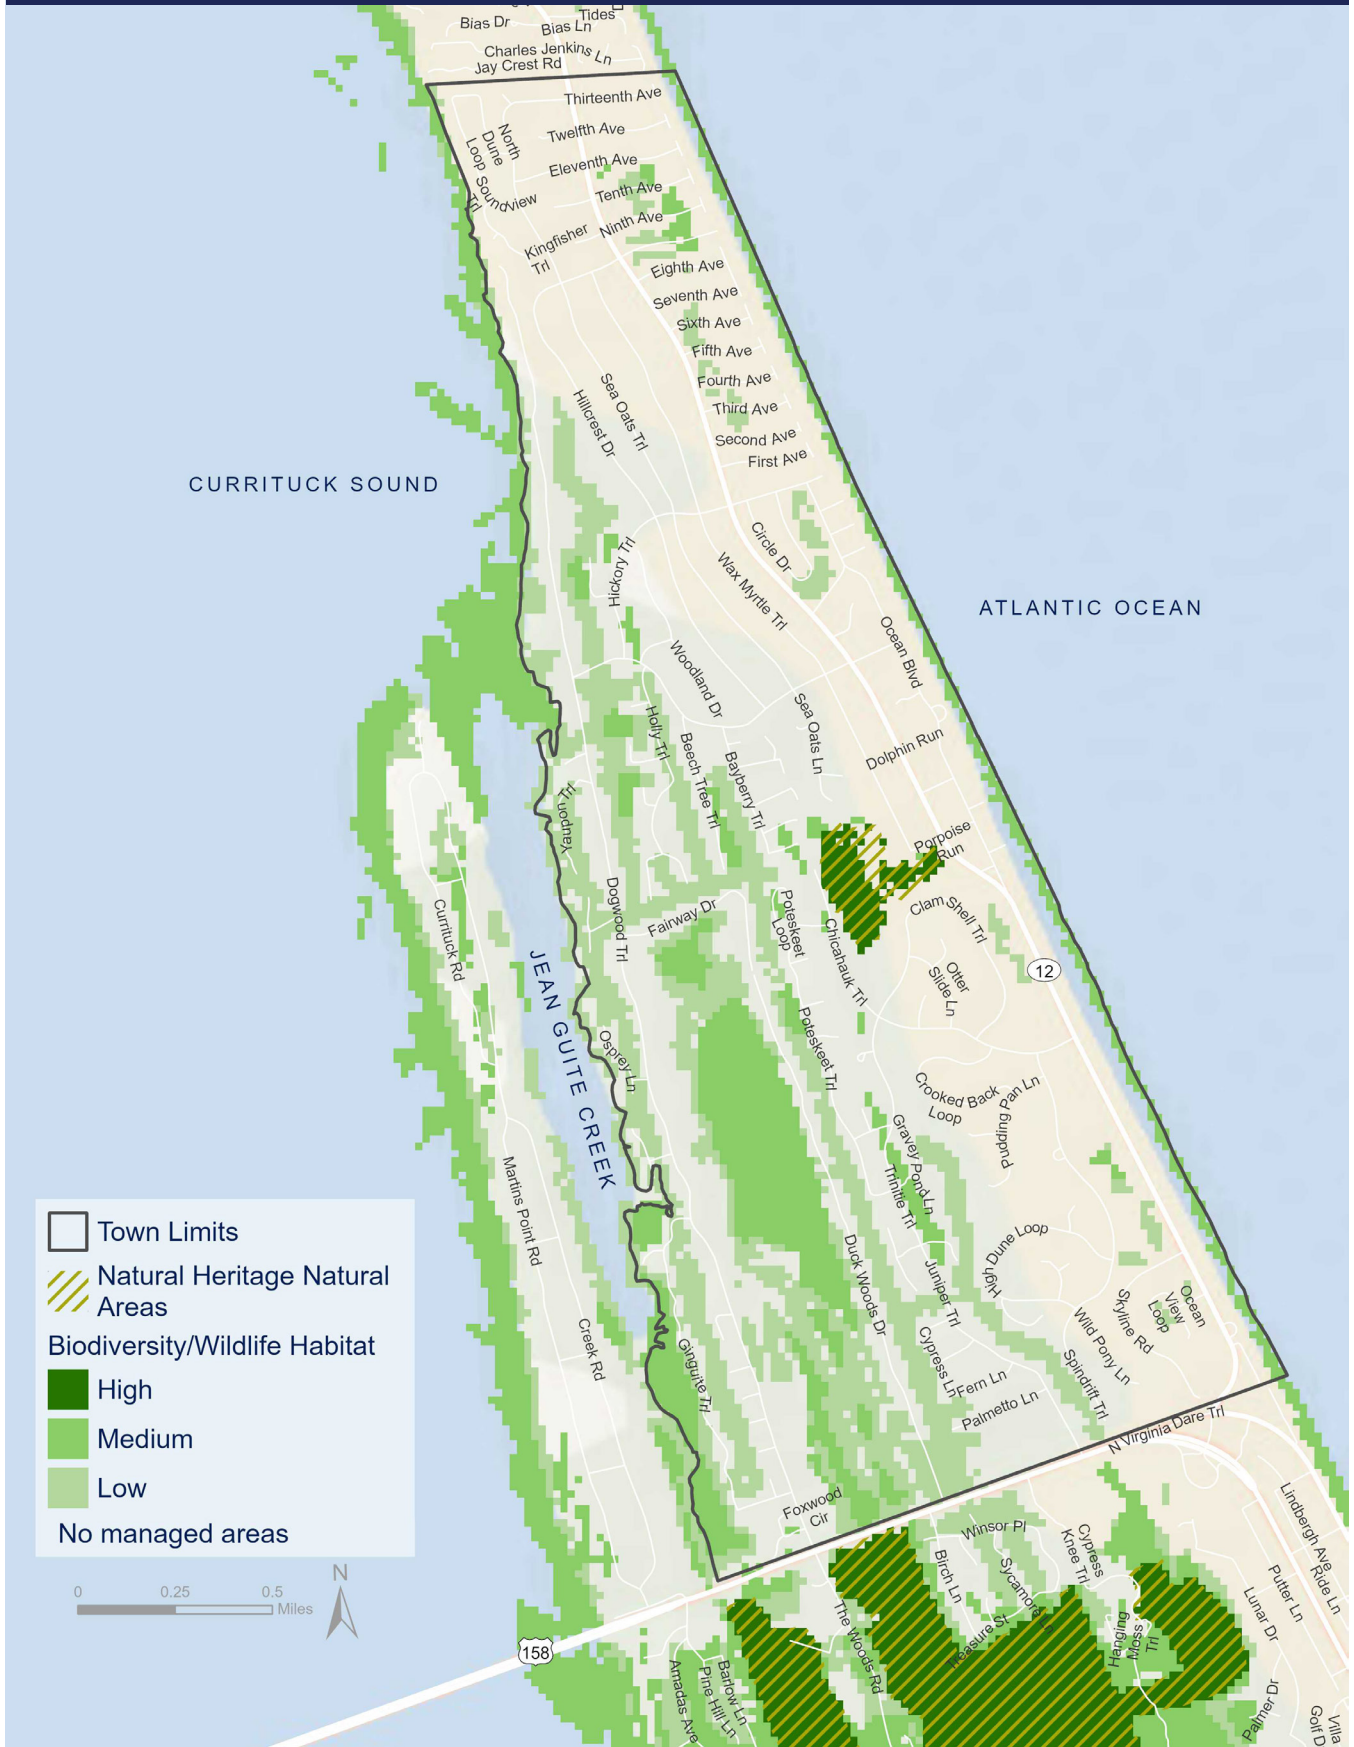 Bias Dr
Bias Ln
Tides
Charles Jenkins Ln
Jay Crest Rd
Thirteenth Ave
Twelfth Ave
North
Dune
Loop
Eleventh Ave
Soundview
Trl
Tenth Ave
Ninth Ave
Kingfisher
Trl
Eighth Ave
Seventh Ave
Sixth Ave
Fifth Ave
Fourth Ave
Third Ave
Second Ave
First Ave
Sea Oats Trl
Hillcrest Dr
CURRITUCK SOUND
Circle Dr
Hickory Trl
Wax Myrtle Trl
ATLANTIC OCEAN
Ocean Blvd
Woodland Dr
Sea Oats Ln
Holly Trl
Beech Tree Trl
Bayberry Trl
Dolphin Run
Yaupon Trl
Porpoise
Run
Dogwood Trl
Fairway Dr
Poteskeet
Loop
Chicahauk Trl
Clam Shell Trl
Currituck Rd
Otter
Slide Ln
12
JEAN GUITE CREEK
Osprey Ln
Poteskeet Trl
Crooked Back
Loop
Pudding Pan Ln
Gravey Pond Ln
Trinitie Trl
Martins Point Rd
High Dune Loop
Duck Woods Dr
Juniper Trl
Ocean
View
Loop
Skyline Rd
Wild Pony Ln
Spindrift Trl
Creek Rd
Ginguite Trl
Cypress Ln
Fern Ln
Palmetto Ln
N Virginia Dare Trl
Foxwood
Cir
Winsor Pl
Cypress
Knee Trl
Lindbergh Ave
Ride Ln
Birch Ln
Sycamore Ln
Putter Ln
Lunar Dr
Treasure St
Hanging
Moss
Trl
The Woods Rd
158
Amadas Ave
Pine Hill Ln
Barlow Ln
Palmer Dr
Villa
Golf D
Town Limits
Natural Heritage Natural
Areas
Biodiversity/Wildlife Habitat
High
Medium
Low
No managed areas
N
0 0.25 0.5
Miles